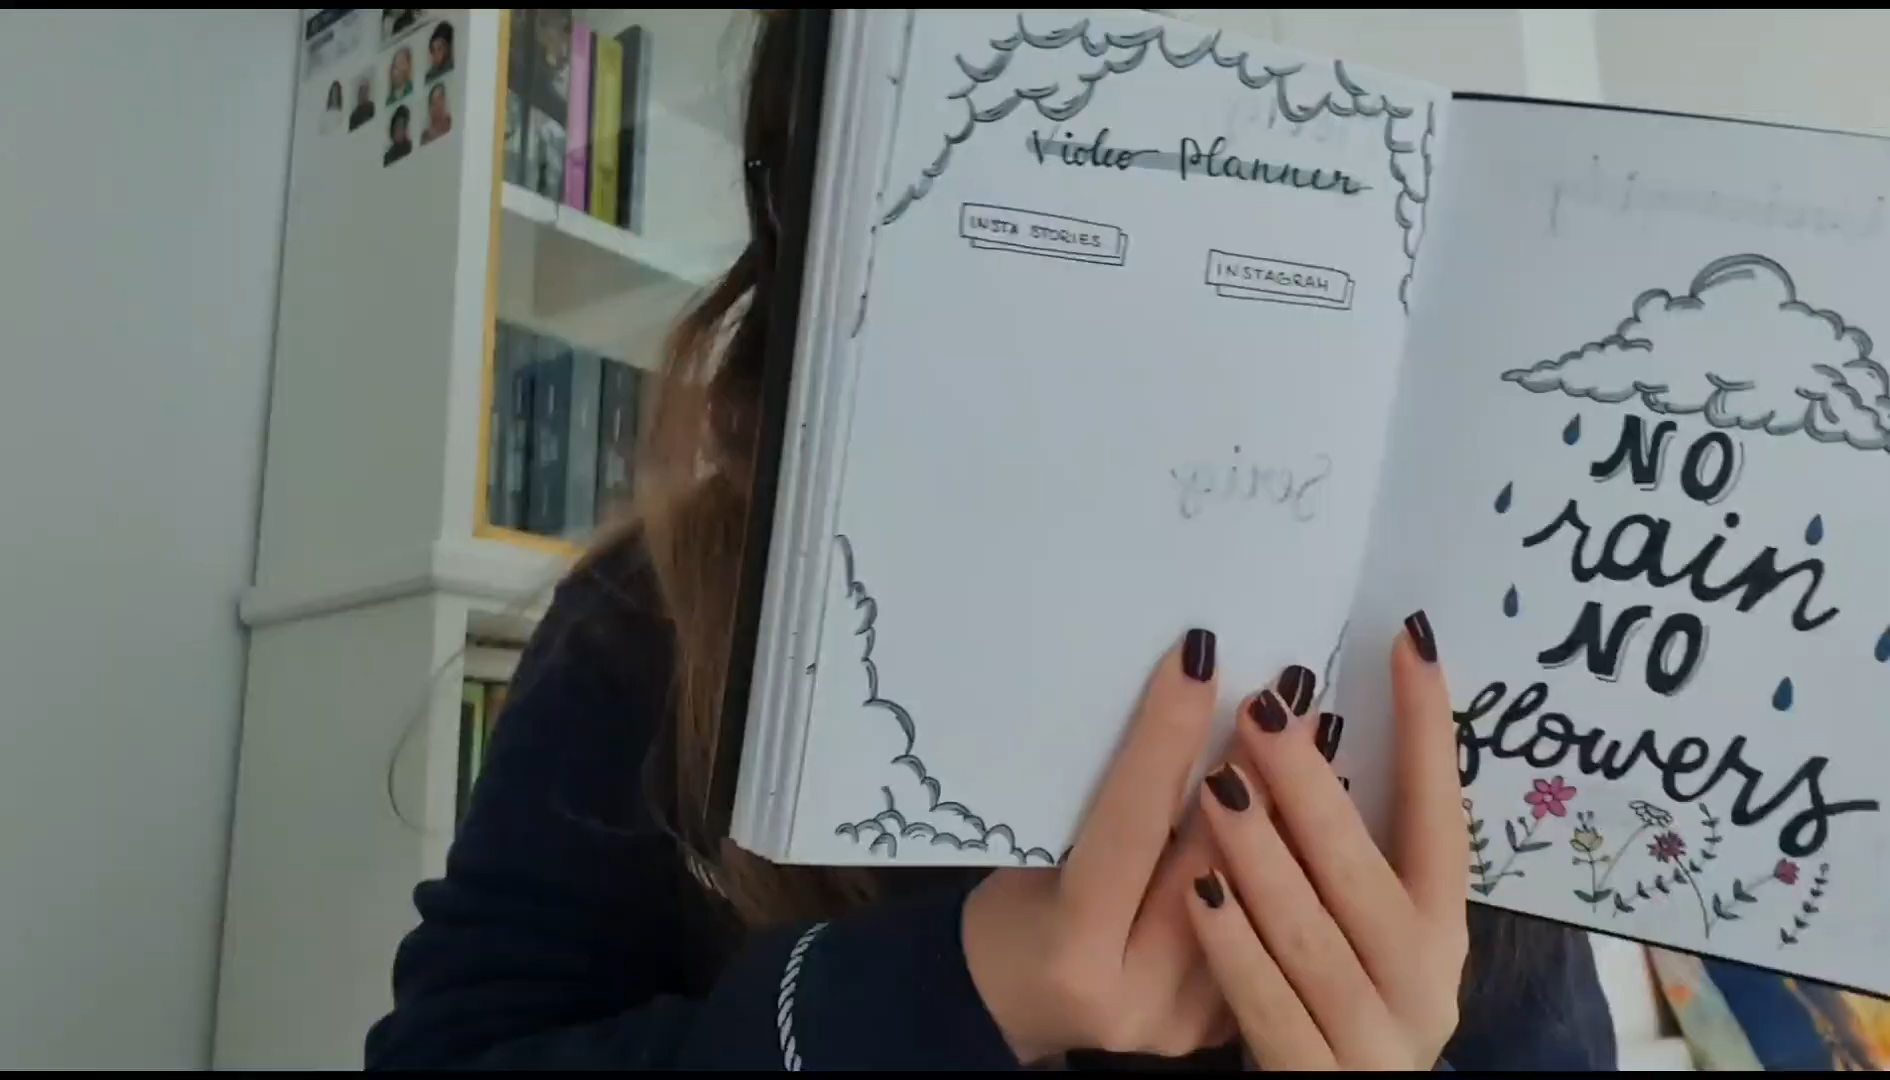 Video Planner
INSTA STORIES
INSTAGRAM
NO
rain
NO
flowers